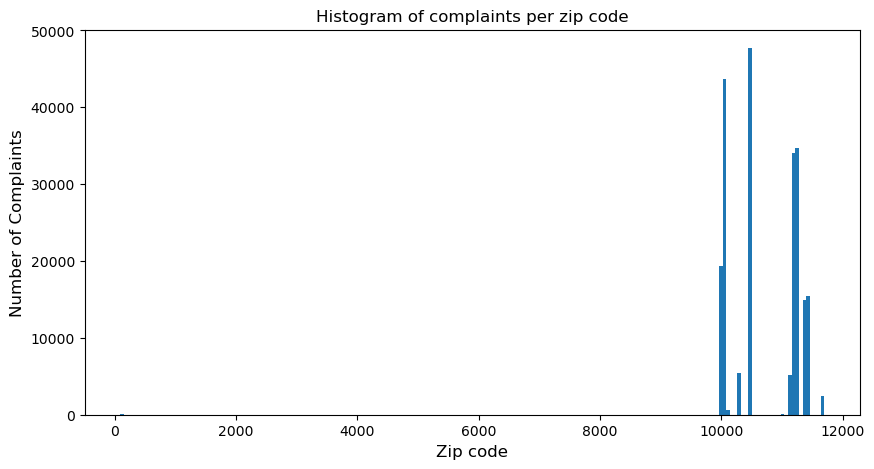 Histogram of complaints per zip code
50000
40000
30000
20000
10000
0
Number of Complaints
0 2000 4000 6000 8000 10000 12000
Zip code